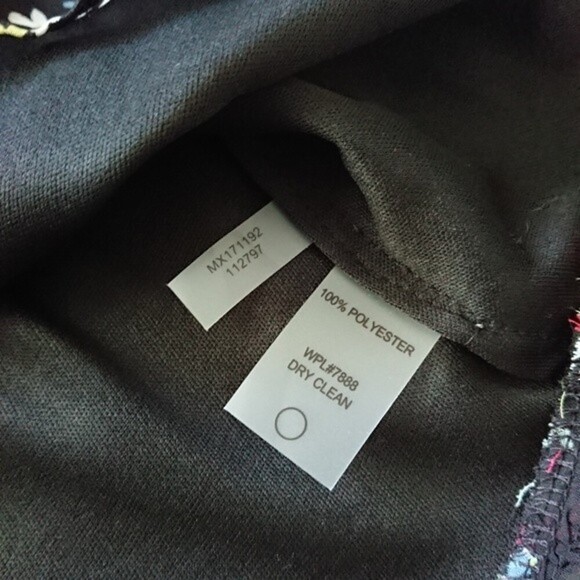 MX171192
112797
100% POLYESTER
WPL#7888
DRY CLEAN